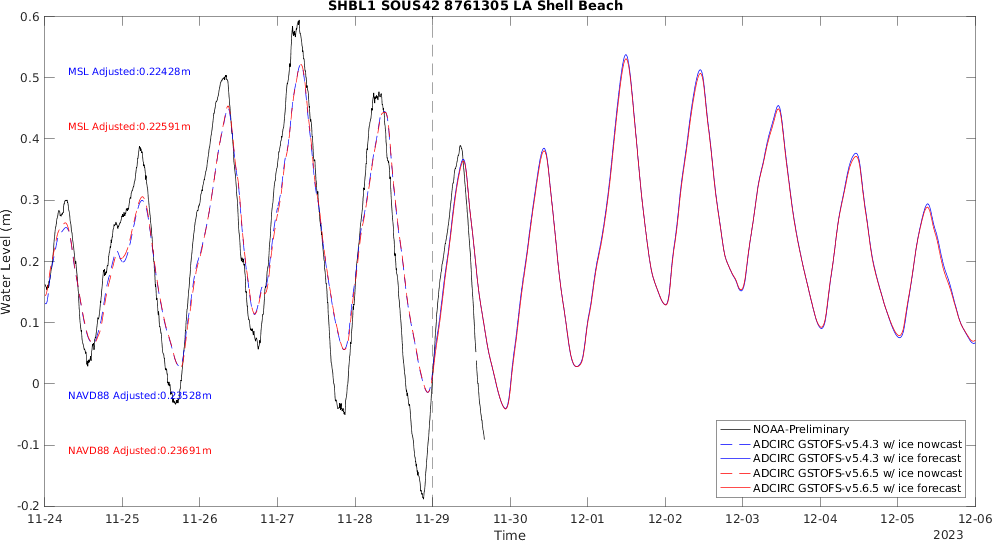 SHBL1 SOUS42 8761305 LA Shell Beach
0.6
0.5
0.4
0.3
0.2
0.1
0
-0.1
-0.2
Water Level (m)
MSL Adjusted:0.22428m
MSL Adjusted:0.22591m
NAVD88 Adjusted:0.23528m
NAVD88 Adjusted:0.23691m
NOAA-Preliminary
ADCIRC GSTOFS-v5.4.3 w/ ice nowcast
ADCIRC GSTOFS-v5.4.3 w/ ice forecast
ADCIRC GSTOFS-v5.6.5 w/ ice nowcast
ADCIRC GSTOFS-v5.6.5 w/ ice forecast
11-24 11-25 11-26 11-27 11-28 11-29 11-30 12-01 12-02 12-03 12-04 12-05 12-06
Time
2023